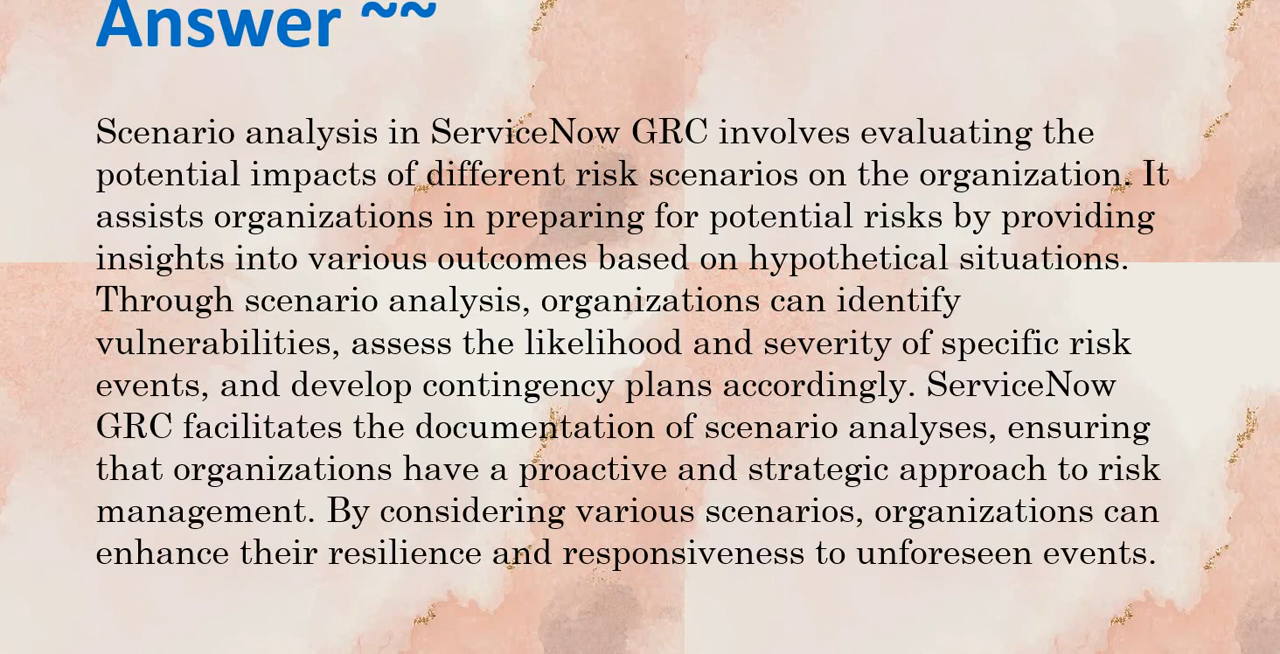 Answer ~~
Scenario analysis in ServiceNow GRC involves evaluating the
potential impacts of different risk scenarios on the organization. It
assists organizations in preparing for potential risks by providing
insights into various outcomes based on hypothetical situations.
Through scenario analysis, organizations can identify
vulnerabilities, assess the likelihood and severity of specific risk
events, and develop contingency plans accordingly. ServiceNow
GRC facilitates the documentation of scenario analyses, ensuring
that organizations have a proactive and strategic approach to risk
management. By considering various scenarios, organizations can
enhance their resilience and responsiveness to unforeseen events.